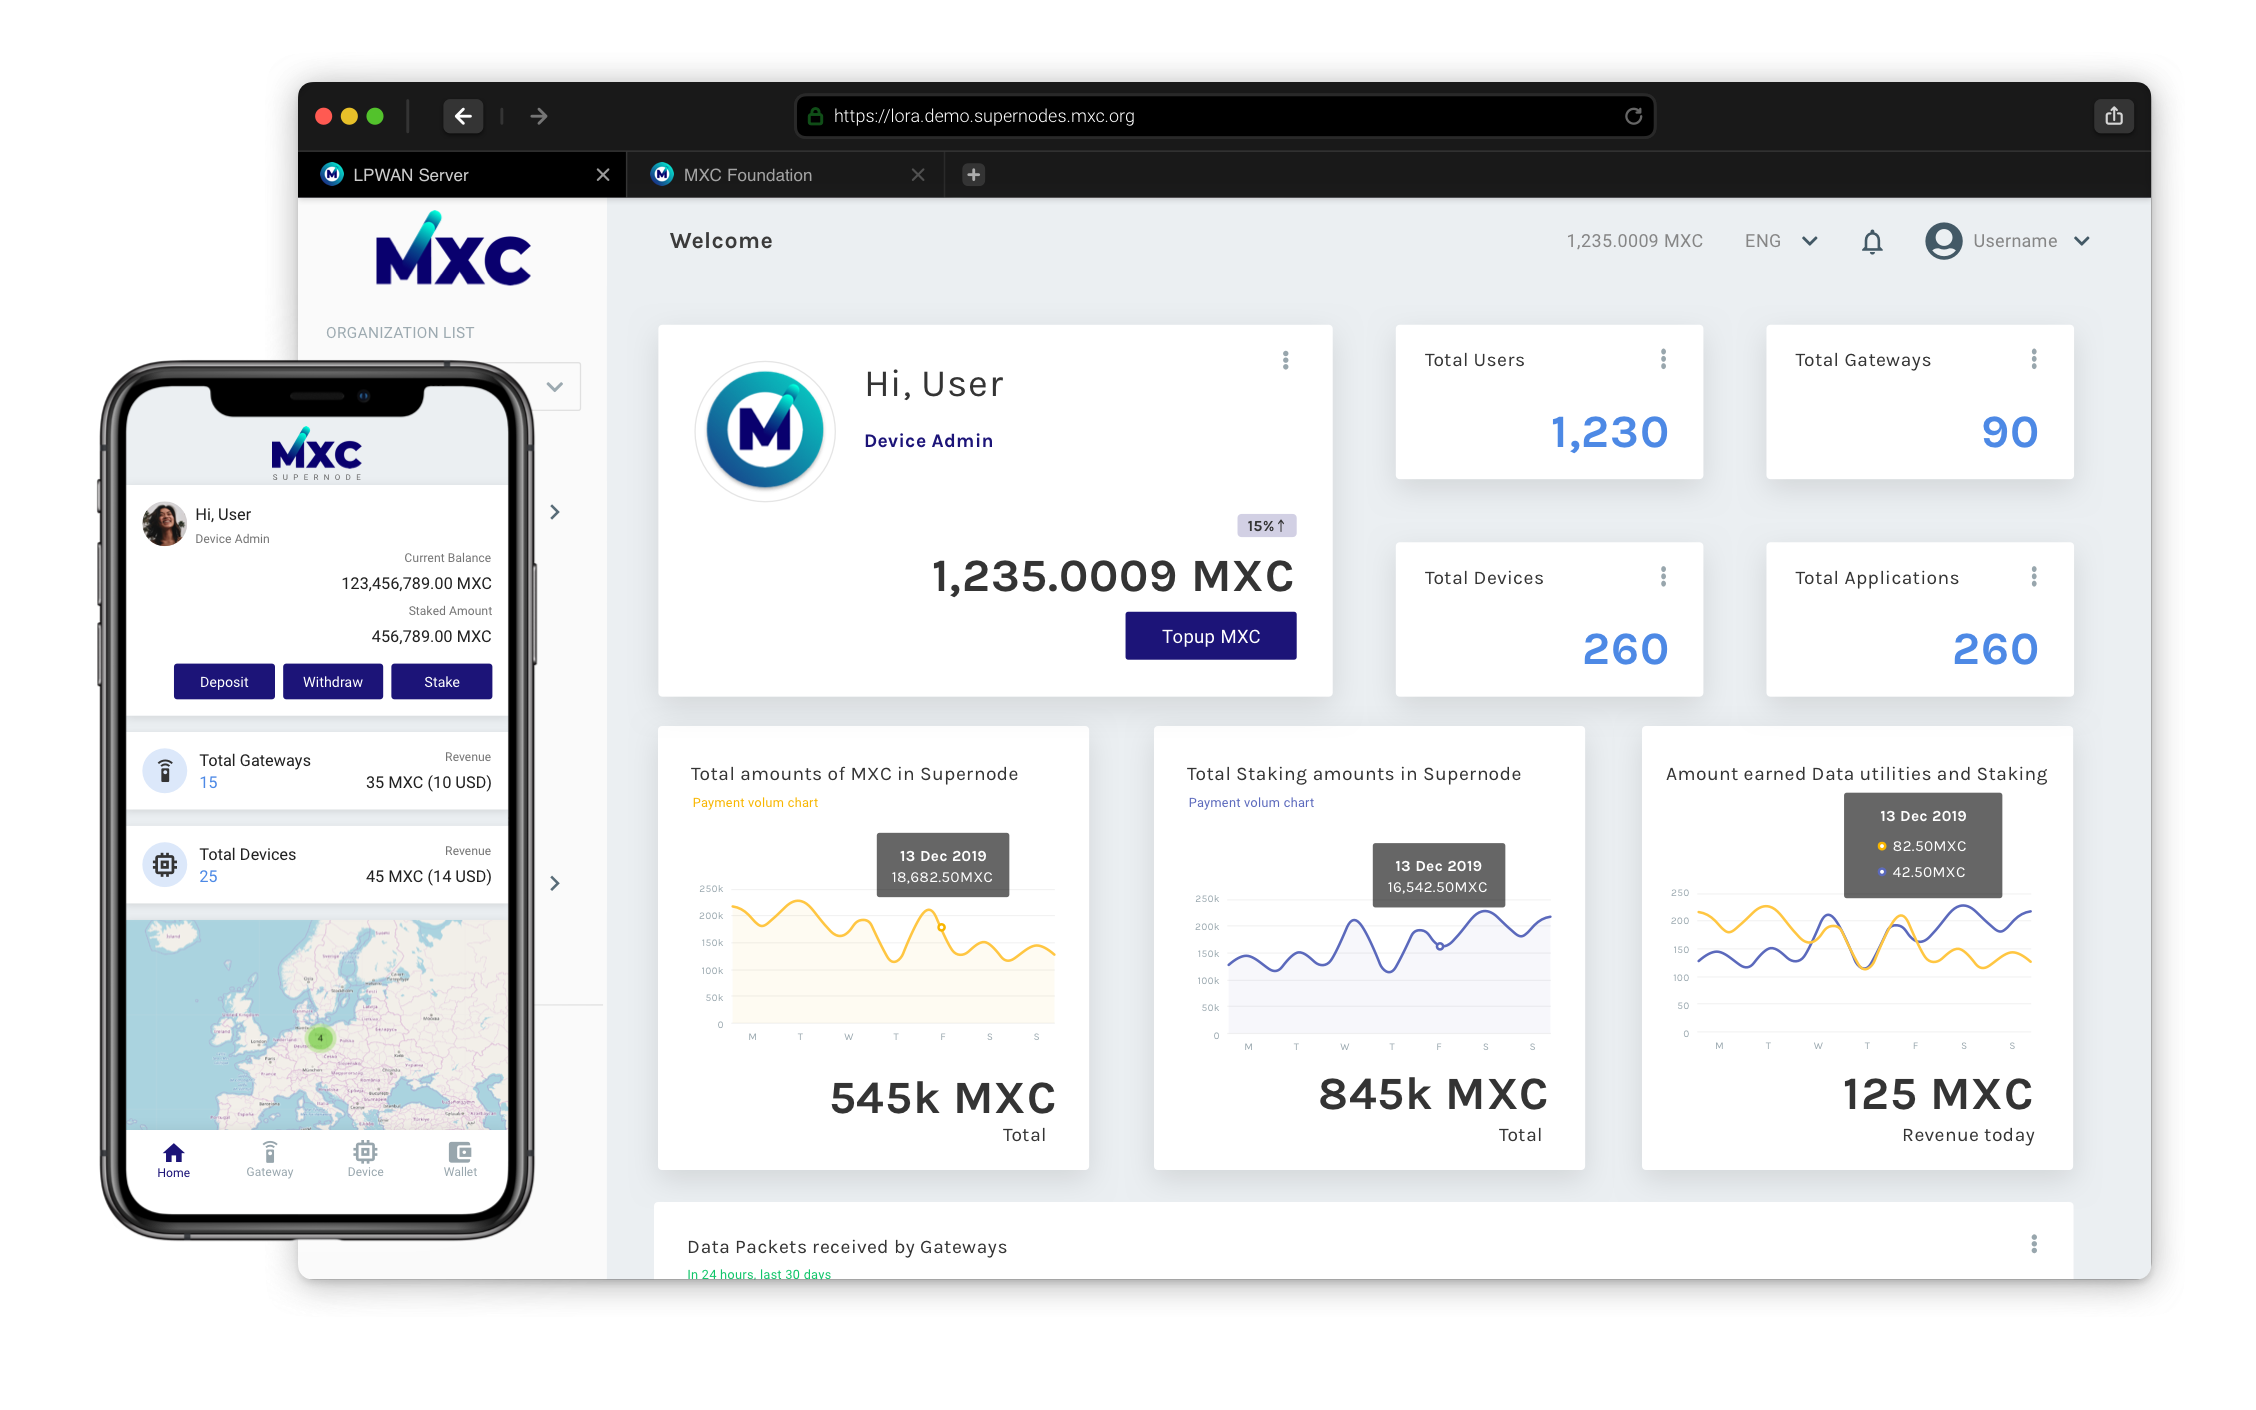 https://lora.demo.supernodes.mxc.org
LPWAN Server
MXC Foundation
MXC
ORGANIZATION LIST
Welcome
1,235.0009 MXC
ENG
Username
Hi, User
Device Admin
15%↑
1,235.0009 MXC
Topup MXC
Total Users
1,230
Total Gateways
90
Total Devices
260
Total Applications
260
Total amounts of MXC in Supernode
Payment volum chart
13 Dec 2019
18,682.50MXC
250k
200k
150k
100k
50k
0
M T W T F S S
545k MXC
Total
Total Staking amounts in Supernode
Payment volum chart
13 Dec 2019
16,542.50MXC
250k
200k
150k
100k
50k
0
M T W T F S S
845k MXC
Total
Amount earned Data utilities and Staking
13 Dec 2019
82.50MXC
42.50MXC
250
200
150
100
50
0
M T W T F S S
125 MXC
Revenue today
Data Packets received by Gateways
In 24 hours, last 30 days
MXC
SUPERNODE
Hi, User
Device Admin
Current Balance
123,456,789.00 MXC
Staked Amount
456,789.00 MXC
Deposit
Withdraw
Stake
Total Gateways
15
Revenue
35 MXC (10 USD)
Total Devices
25
Revenue
45 MXC (14 USD)
4
Home
Gateway
Device
Wallet